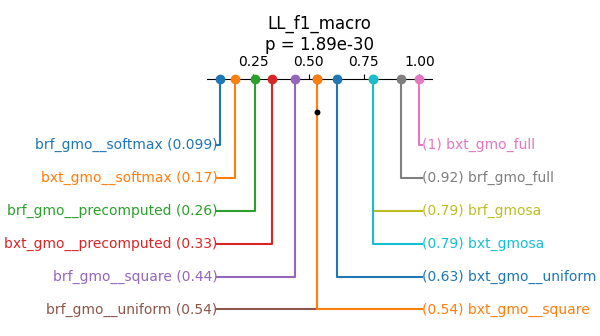 LL_f1_macro
p = 1.89e-30
0.25 0.50 0.75 1.00
brf_gmo__softmax (0.099) (1) bxt_gmo_full
bxt_gmo__softmax (0.17) (0.92) brf_gmo_full
brf_gmo__precomputed (0.26) (0.79) brf_gmosa
bxt_gmo__precomputed (0.33) (0.79) bxt_gmosa
brf_gmo__square (0.44) (0.63) bxt_gmo__uniform
brf_gmo__uniform (0.54) (0.54) bxt_gmo__square